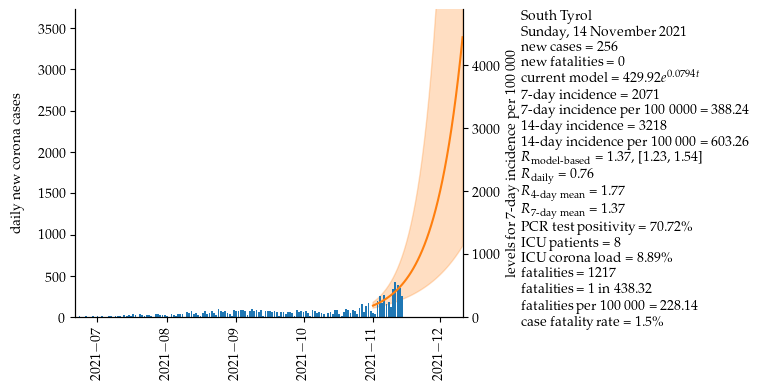 daily new corona cases
3500
3000
2500
2000
1500
1000
500
0
2021−07
2021−08
2021−09
2021−10
2021−11
2021−12
4000
3000
2000
1000
0
levels for 7-day incidence per 100 000
South Tyrol
Sunday, 14 November 2021
new cases = 256
new fatalities = 0
current model = 429.92e^0.0794t
7-day incidence = 2071
7-day incidence per 100 0000 = 388.24
14-day incidence = 3218
14-day incidence per 100 000 = 603.26
R model-based = 1.37, [1.23, 1.54]
R daily = 0.76
R 4-day mean = 1.77
R 7-day mean = 1.37
PCR test positivity = 70.72%
ICU patients = 8
ICU corona load = 8.89%
fatalities = 1217
fatalities = 1 in 438.32
fatalities per 100 000 = 228.14
case fatality rate = 1.5%